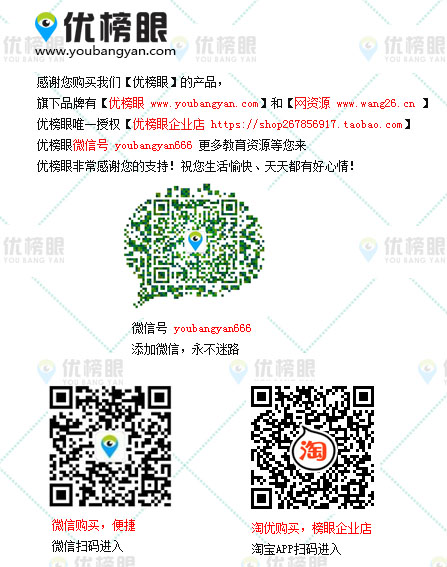 优榜眼
www.youbangyan.com
感谢您购买我们【优榜眼】的产品，
旗下品牌有【优榜眼 www.youbangyan.com】和【网资源 www.wang26.cn 】
优榜眼唯一授权【优榜眼企业店 https://shop267856917.taobao.com】
优榜眼微信号 youbangyan666 更多教育资源等您来
优榜眼非常感谢您的支持！祝您生活愉快、天天都有好心情！
微信号 youbangyan666
添加微信，永不迷路
淘
微信购买，便捷
微信扫码进入
淘优购买，榜眼企业店
淘宝APP扫码进入
优榜眼
YOU BANG YAN